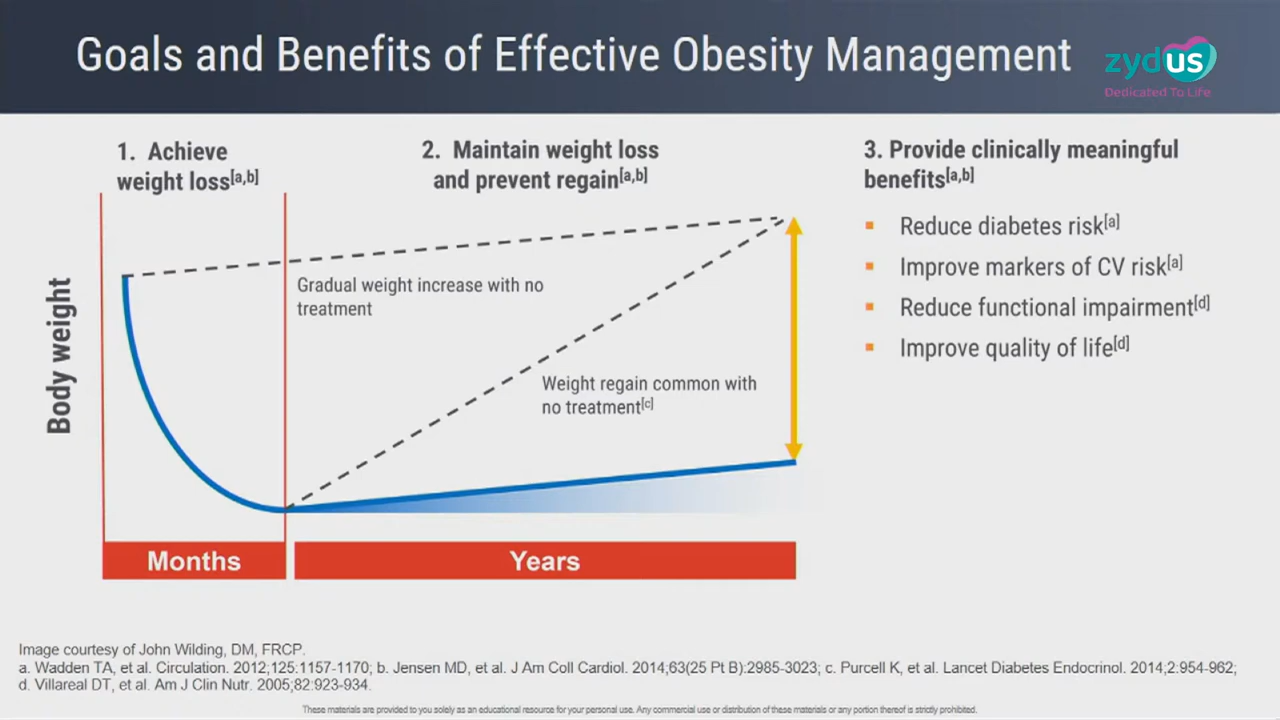 Goals and Benefits of Effective Obesity Management
zydus
Dedicated To Life
1. Achieve
weight loss[a,b]
2. Maintain weight loss
and prevent regain[a,b]
3. Provide clinically meaningful
benefits[a,b]
Reduce diabetes risk[a]
Improve markers of CV risk[a]
Reduce functional impairment[d]
Improve quality of life[d]
Body weight
Gradual weight increase with no
treatment
Weight regain common with
no treatment[c]
Months
Years
Image courtesy of John Wilding, DM, FRCP.
a. Wadden TA, et al. Circulation. 2012;125:1157-1170; b. Jensen MD, et al. J Am Coll Cardiol. 2014;63(25 Pt B):2985-3023; c. Purcell K, et al. Lancet Diabetes Endocrinol. 2014;2:954-962;
d. Villareal DT, et al. Am J Clin Nutr. 2005;82:923-934.
These materials are provided to you solely as an educational resource for your personal use. Any commercial use or distribution of these materials or any portion thereof is strictly prohibited.